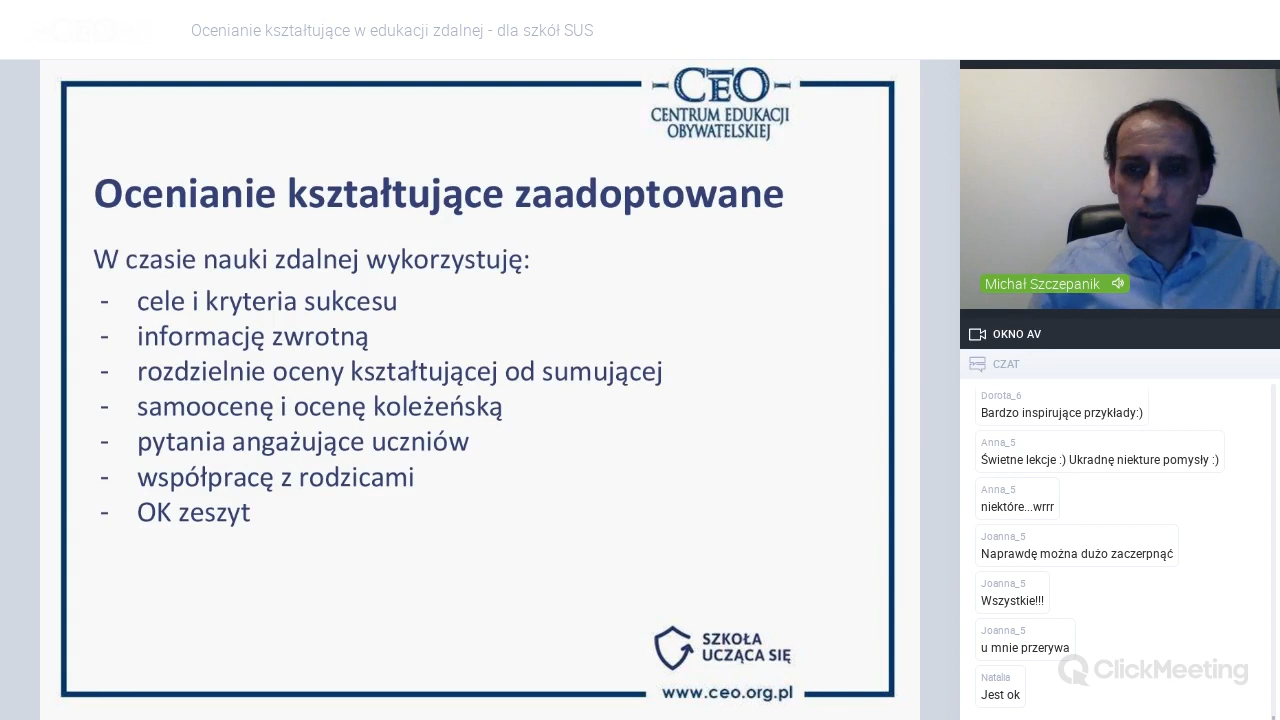 Ocenianie kształtujące w edukacji zdalnej - dla szkół SUS
CEO
CENTRUM EDUKACJI
OBYWATELSKIEJ
Ocenianie kształtujące zaadoptowane
W czasie nauki zdalnej wykorzystuję:
- cele i kryteria sukcesu
- informację zwrotną
- rozdzielnie oceny kształtującej od sumującej
- samoocenę i ocenę koleżeńską
- pytania angażujące uczniów
- współpracę z rodzicami
- OK zeszyt
SZKOŁA
UCZĄCA SIĘ
www.ceo.org.pl
Michał Szczepanik
OKNO AV
CZAT
Dorota_6
Bardzo inspirujące przykłady:)
Anna_5
Świetne lekcje :) Ukradnę niekture pomysły :)
Anna_5
niektóre...wrrr
Joanna_5
Naprawdę można dużo zaczerpnąć
Joanna_5
Wszystkie!!!
Joanna_5
u mnie przerywa
Natalia
Jest ok
ClickMeeting